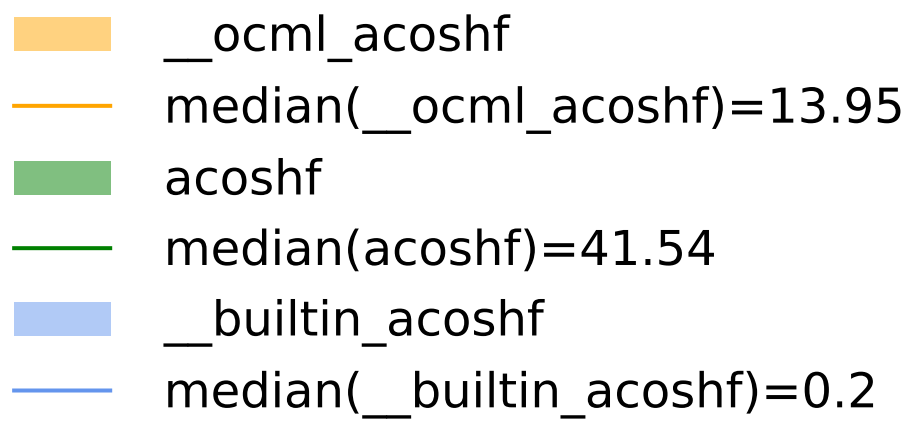 __ocml_acoshf
median(__ocml_acoshf)=13.95
acoshf
median(acoshf)=41.54
__builtin_acoshf
median(__builtin_acoshf)=0.2